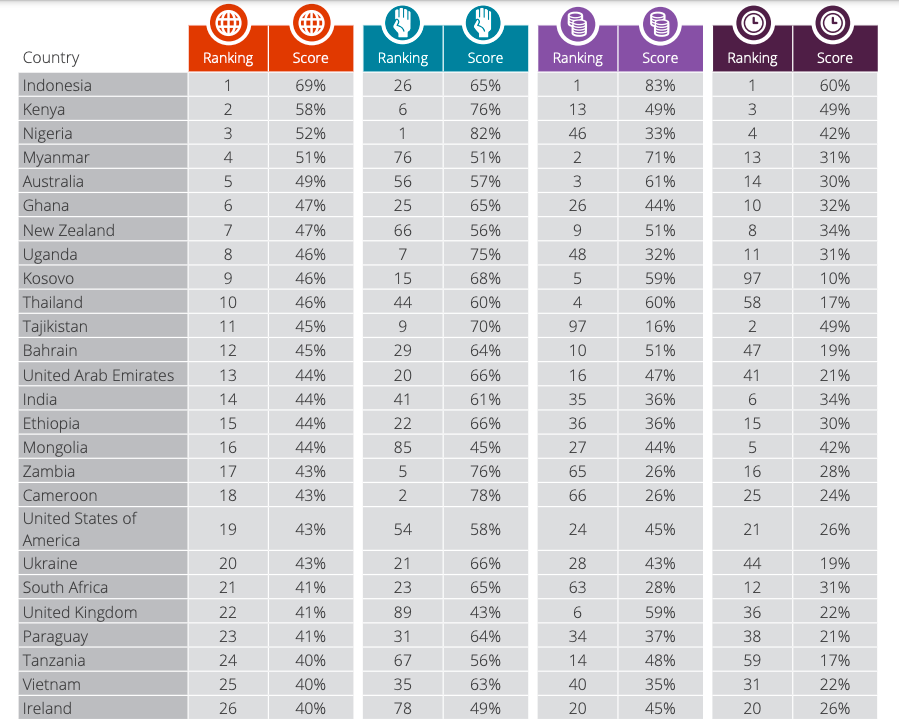 Country Ranking Score Ranking Score Ranking Score Ranking Score
Indonesia 1 69% 26 65% 1 83% 1 60%
Kenya 2 58% 6 76% 13 49% 3 49%
Nigeria 3 52% 1 82% 46 33% 4 42%
Myanmar 4 51% 76 51% 2 71% 13 31%
Australia 5 49% 56 57% 3 61% 14 30%
Ghana 6 47% 25 65% 26 44% 10 32%
New Zealand 7 47% 66 56% 9 51% 8 34%
Uganda 8 46% 7 75% 48 32% 11 31%
Kosovo 9 46% 15 68% 5 59% 97 10%
Thailand 10 46% 44 60% 4 60% 58 17%
Tajikistan 11 45% 9 70% 97 16% 2 49%
Bahrain 12 45% 29 64% 10 51% 47 19%
United Arab Emirates 13 44% 20 66% 16 47% 41 21%
India 14 44% 41 61% 35 36% 6 34%
Ethiopia 15 44% 22 66% 36 36% 15 30%
Mongolia 16 44% 85 45% 27 44% 5 42%
Zambia 17 43% 5 76% 65 26% 16 28%
Cameroon 18 43% 2 78% 66 26% 25 24%
United States of
America 19 43% 54 58% 24 45% 21 26%
Ukraine 20 43% 21 66% 28 43% 44 19%
South Africa 21 41% 23 65% 63 28% 12 31%
United Kingdom 22 41% 89 43% 6 59% 36 22%
Paraguay 23 41% 31 64% 34 37% 38 21%
Tanzania 24 40% 67 56% 14 48% 59 17%
Vietnam 25 40% 35 63% 40 35% 31 22%
Ireland 26 40% 78 49% 20 45% 20 26%